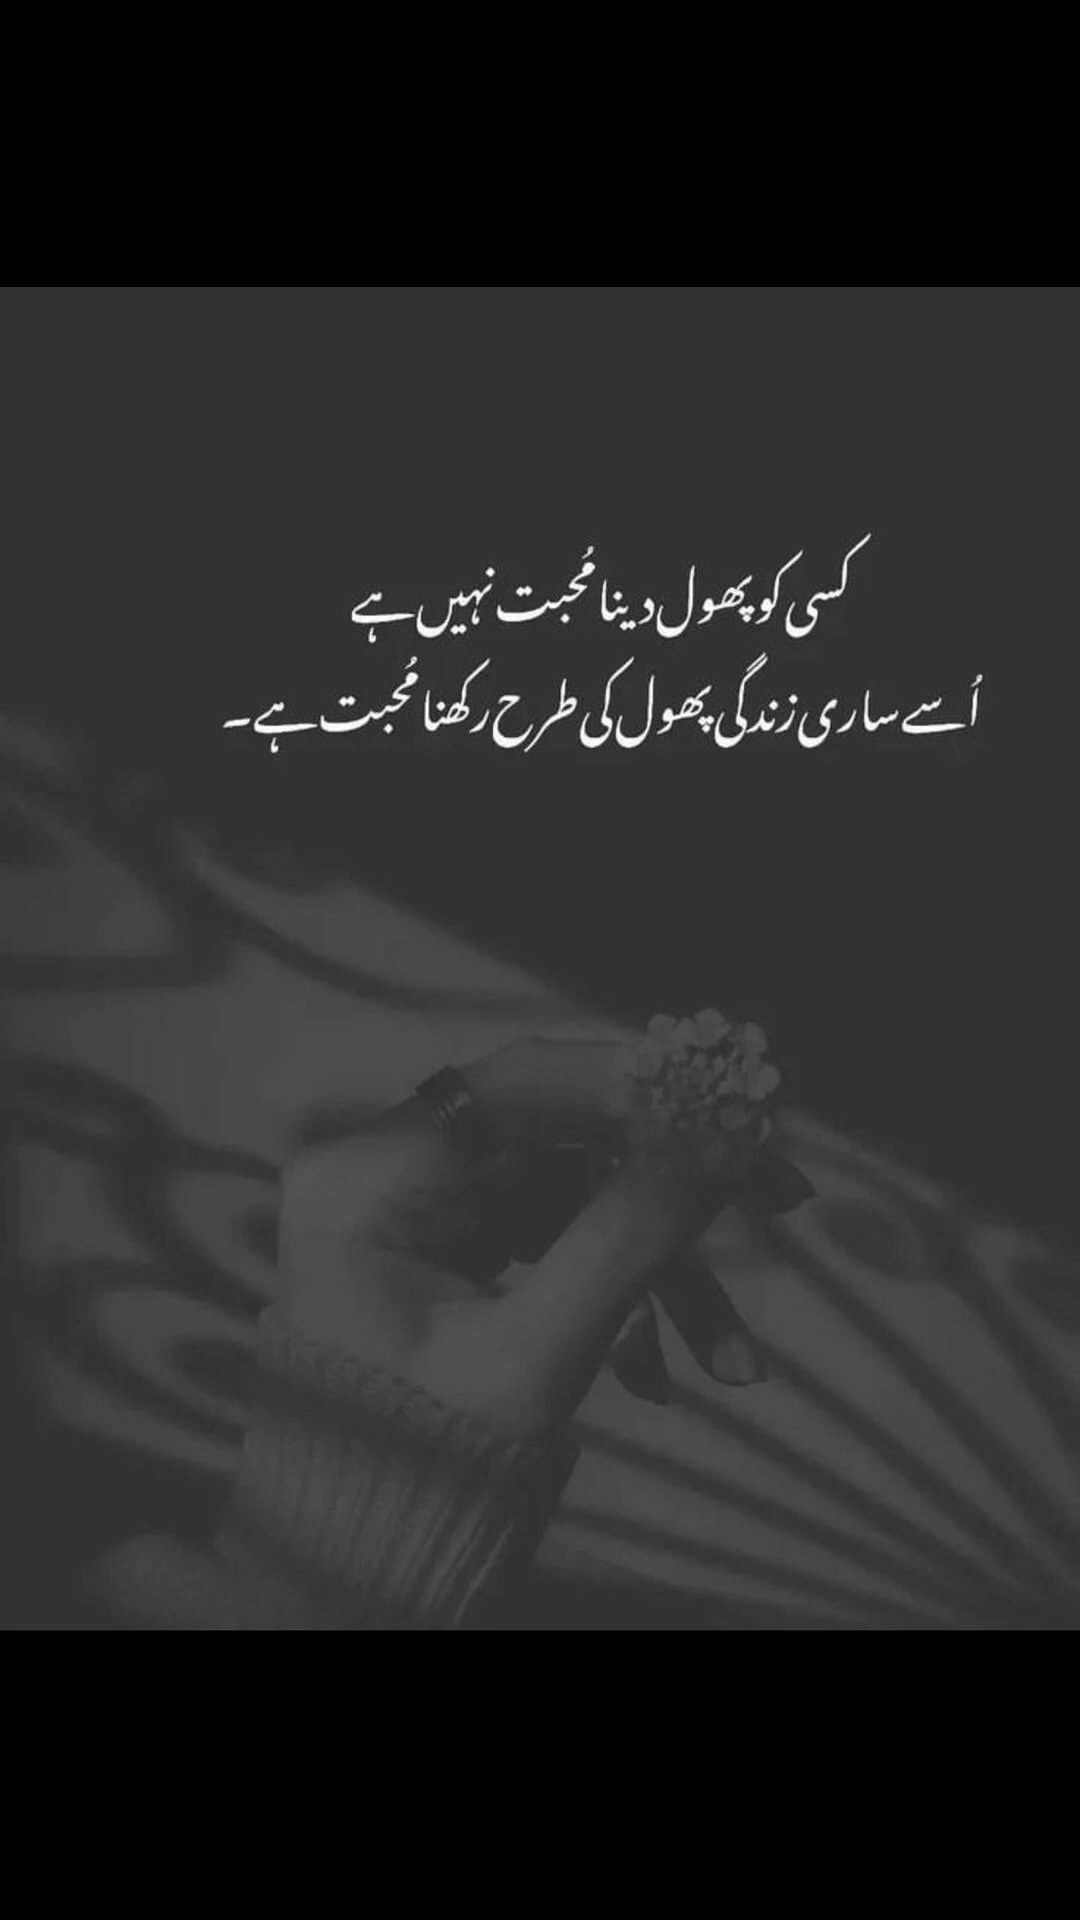 کسی کو پھول دینا مُحبت نہیں ہے
اُسے ساری زندگی پھول کی طرح رکھنا مُحبت ہے۔